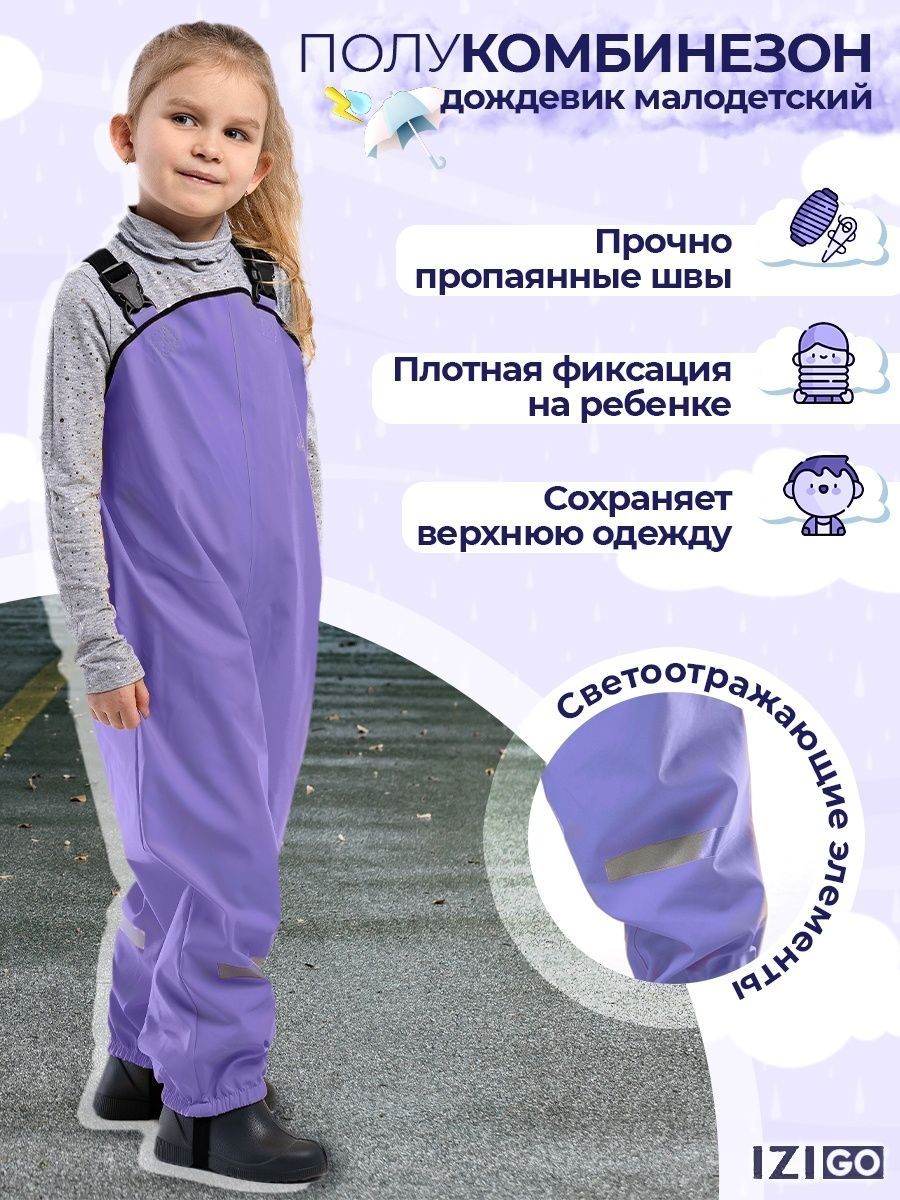 ПОЛУКОМБИНЕЗОН
дождевик малодетский
Прочно
пропаянные швы
Плотная фиксация
на ребенке
Сохраняет
верхнюю одежду
Светоотражающие элементы
IZI GO